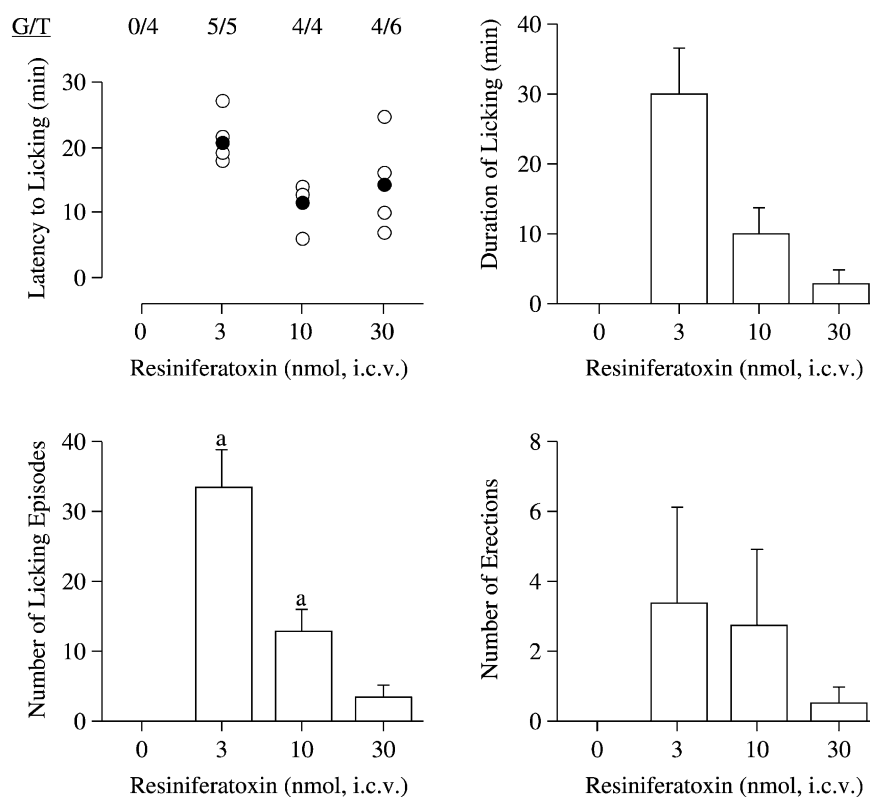 G/T 0/4 5/5 4/4 4/6
Latency to Licking (min)
30
20
10
0
0 3 10 30
Resiniferatoxin (nmol, i.c.v.)
Duration of Licking (min)
40
30
20
10
0
0 3 10 30
Resiniferatoxin (nmol, i.c.v.)
Number of Licking Episodes
40
30
20
10
0
a
a
0 3 10 30
Resiniferatoxin (nmol, i.c.v.)
Number of Erections
8
6
4
2
0
0 3 10 30
Resiniferatoxin (nmol, i.c.v.)